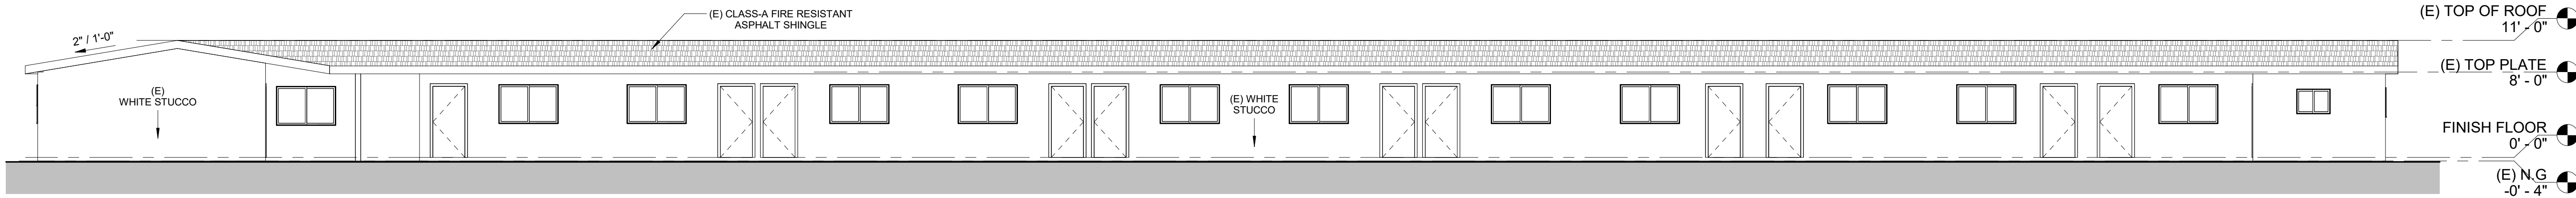 (E) CLASS-A FIRE RESISTANT
ASPHALT SHINGLE
2" / 1'-0"
(E)
WHITE STUCCO
(E) WHITE
STUCCO
(E) TOP OF ROOF
11' - 0"
(E) TOP PLATE
8' - 0"
FINISH FLOOR
0' - 0"
(E) N.G
-0' - 4"